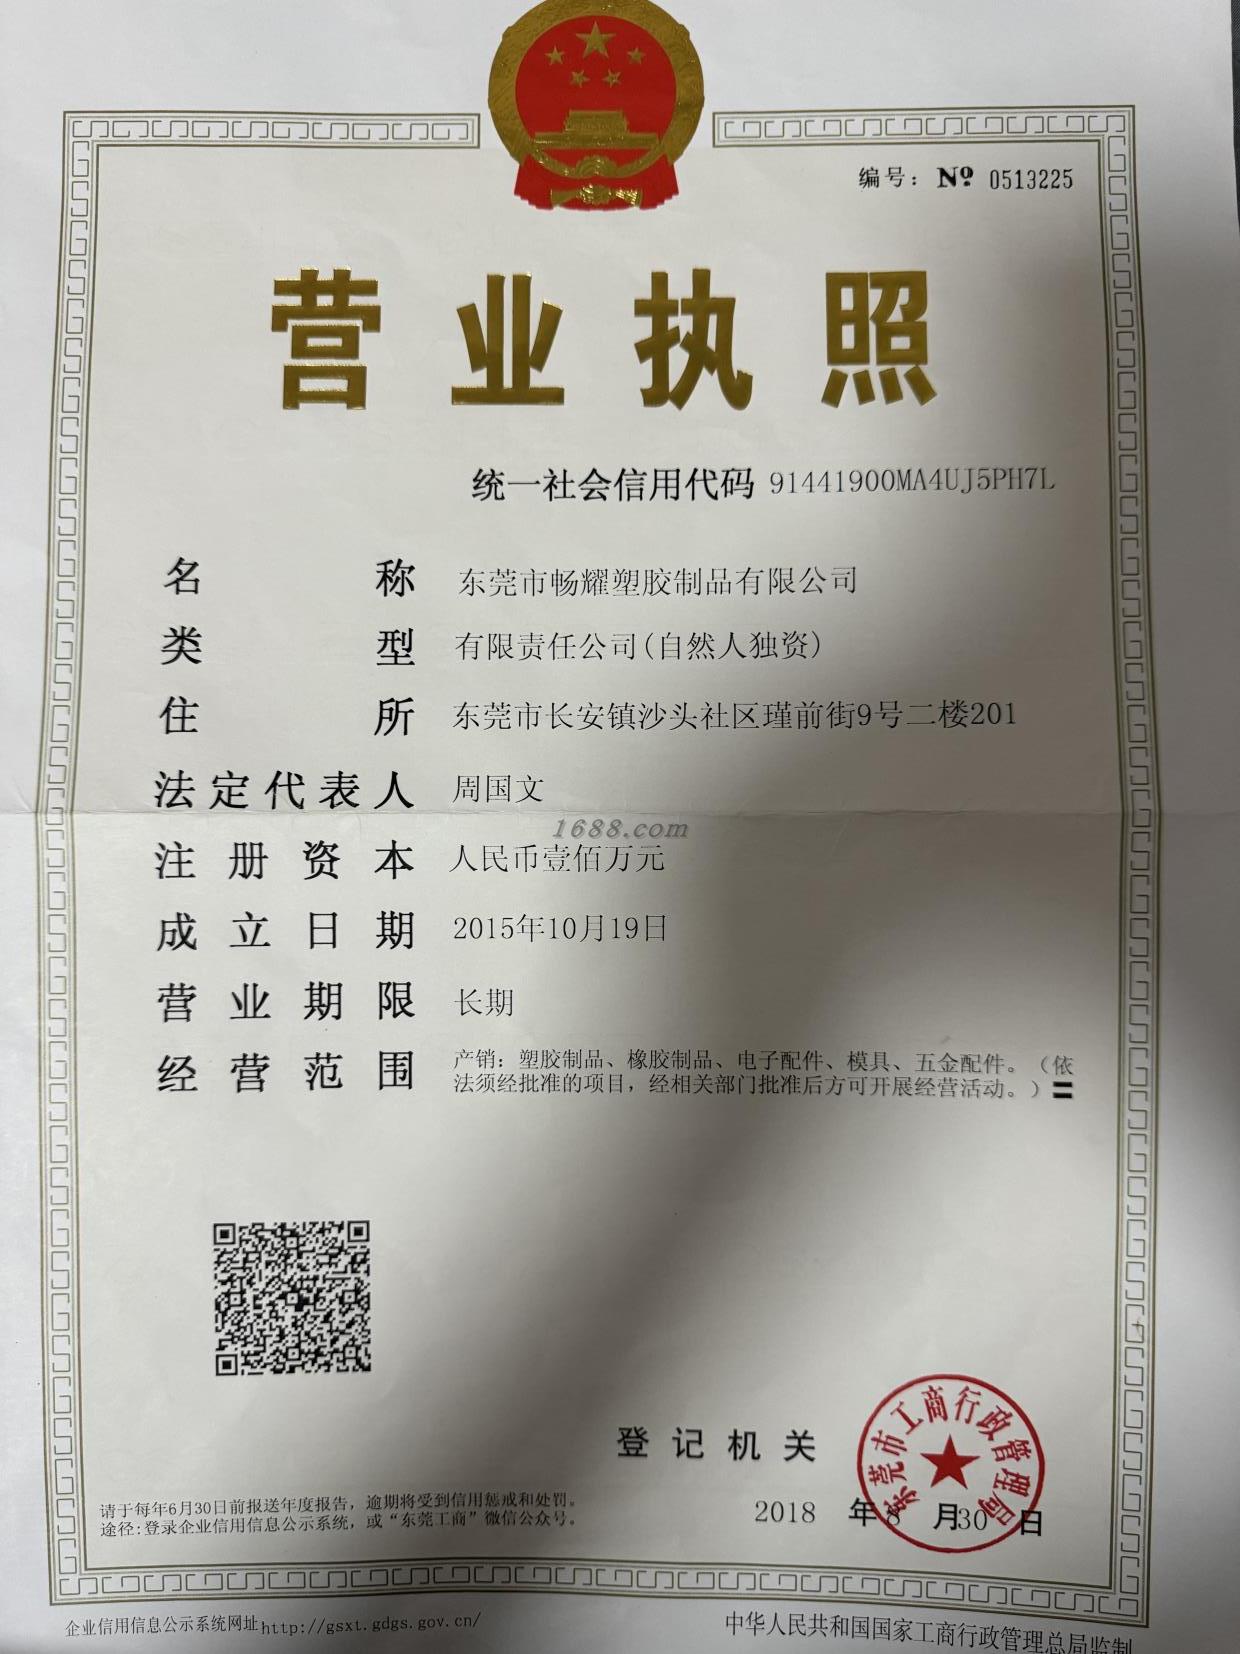 编号： № 0513225
营业执照
统一社会信用代码 91441900MA4UJ5PH7L
名称 东莞市畅耀塑胶制品有限公司
类型 有限责任公司(自然人独资)
住所 东莞市长安镇沙头社区瑾前街9号二楼201
法定代表人 周国文
1688.com
注册资本 人民币壹佰万元
成立日期 2015年10月19日
营业期限 长期
经营范围 产销：塑胶制品、橡胶制品、电子配件、模具、五金配件。（依
法须经批准的项目，经相关部门批准后方可开展经营活动。）〓
登记机关
东莞市工商行政管理局
2018 年 8 月 30 日
请于每年6月30日前报送年度报告，逾期将受到信用惩戒和处罚。
途径:登录企业信用信息公示系统，或“东莞工商”微信公众号。
企业信用信息公示系统网址http://gsxt.gdgs.gov.cn/
中华人民共和国国家工商行政管理总局监制